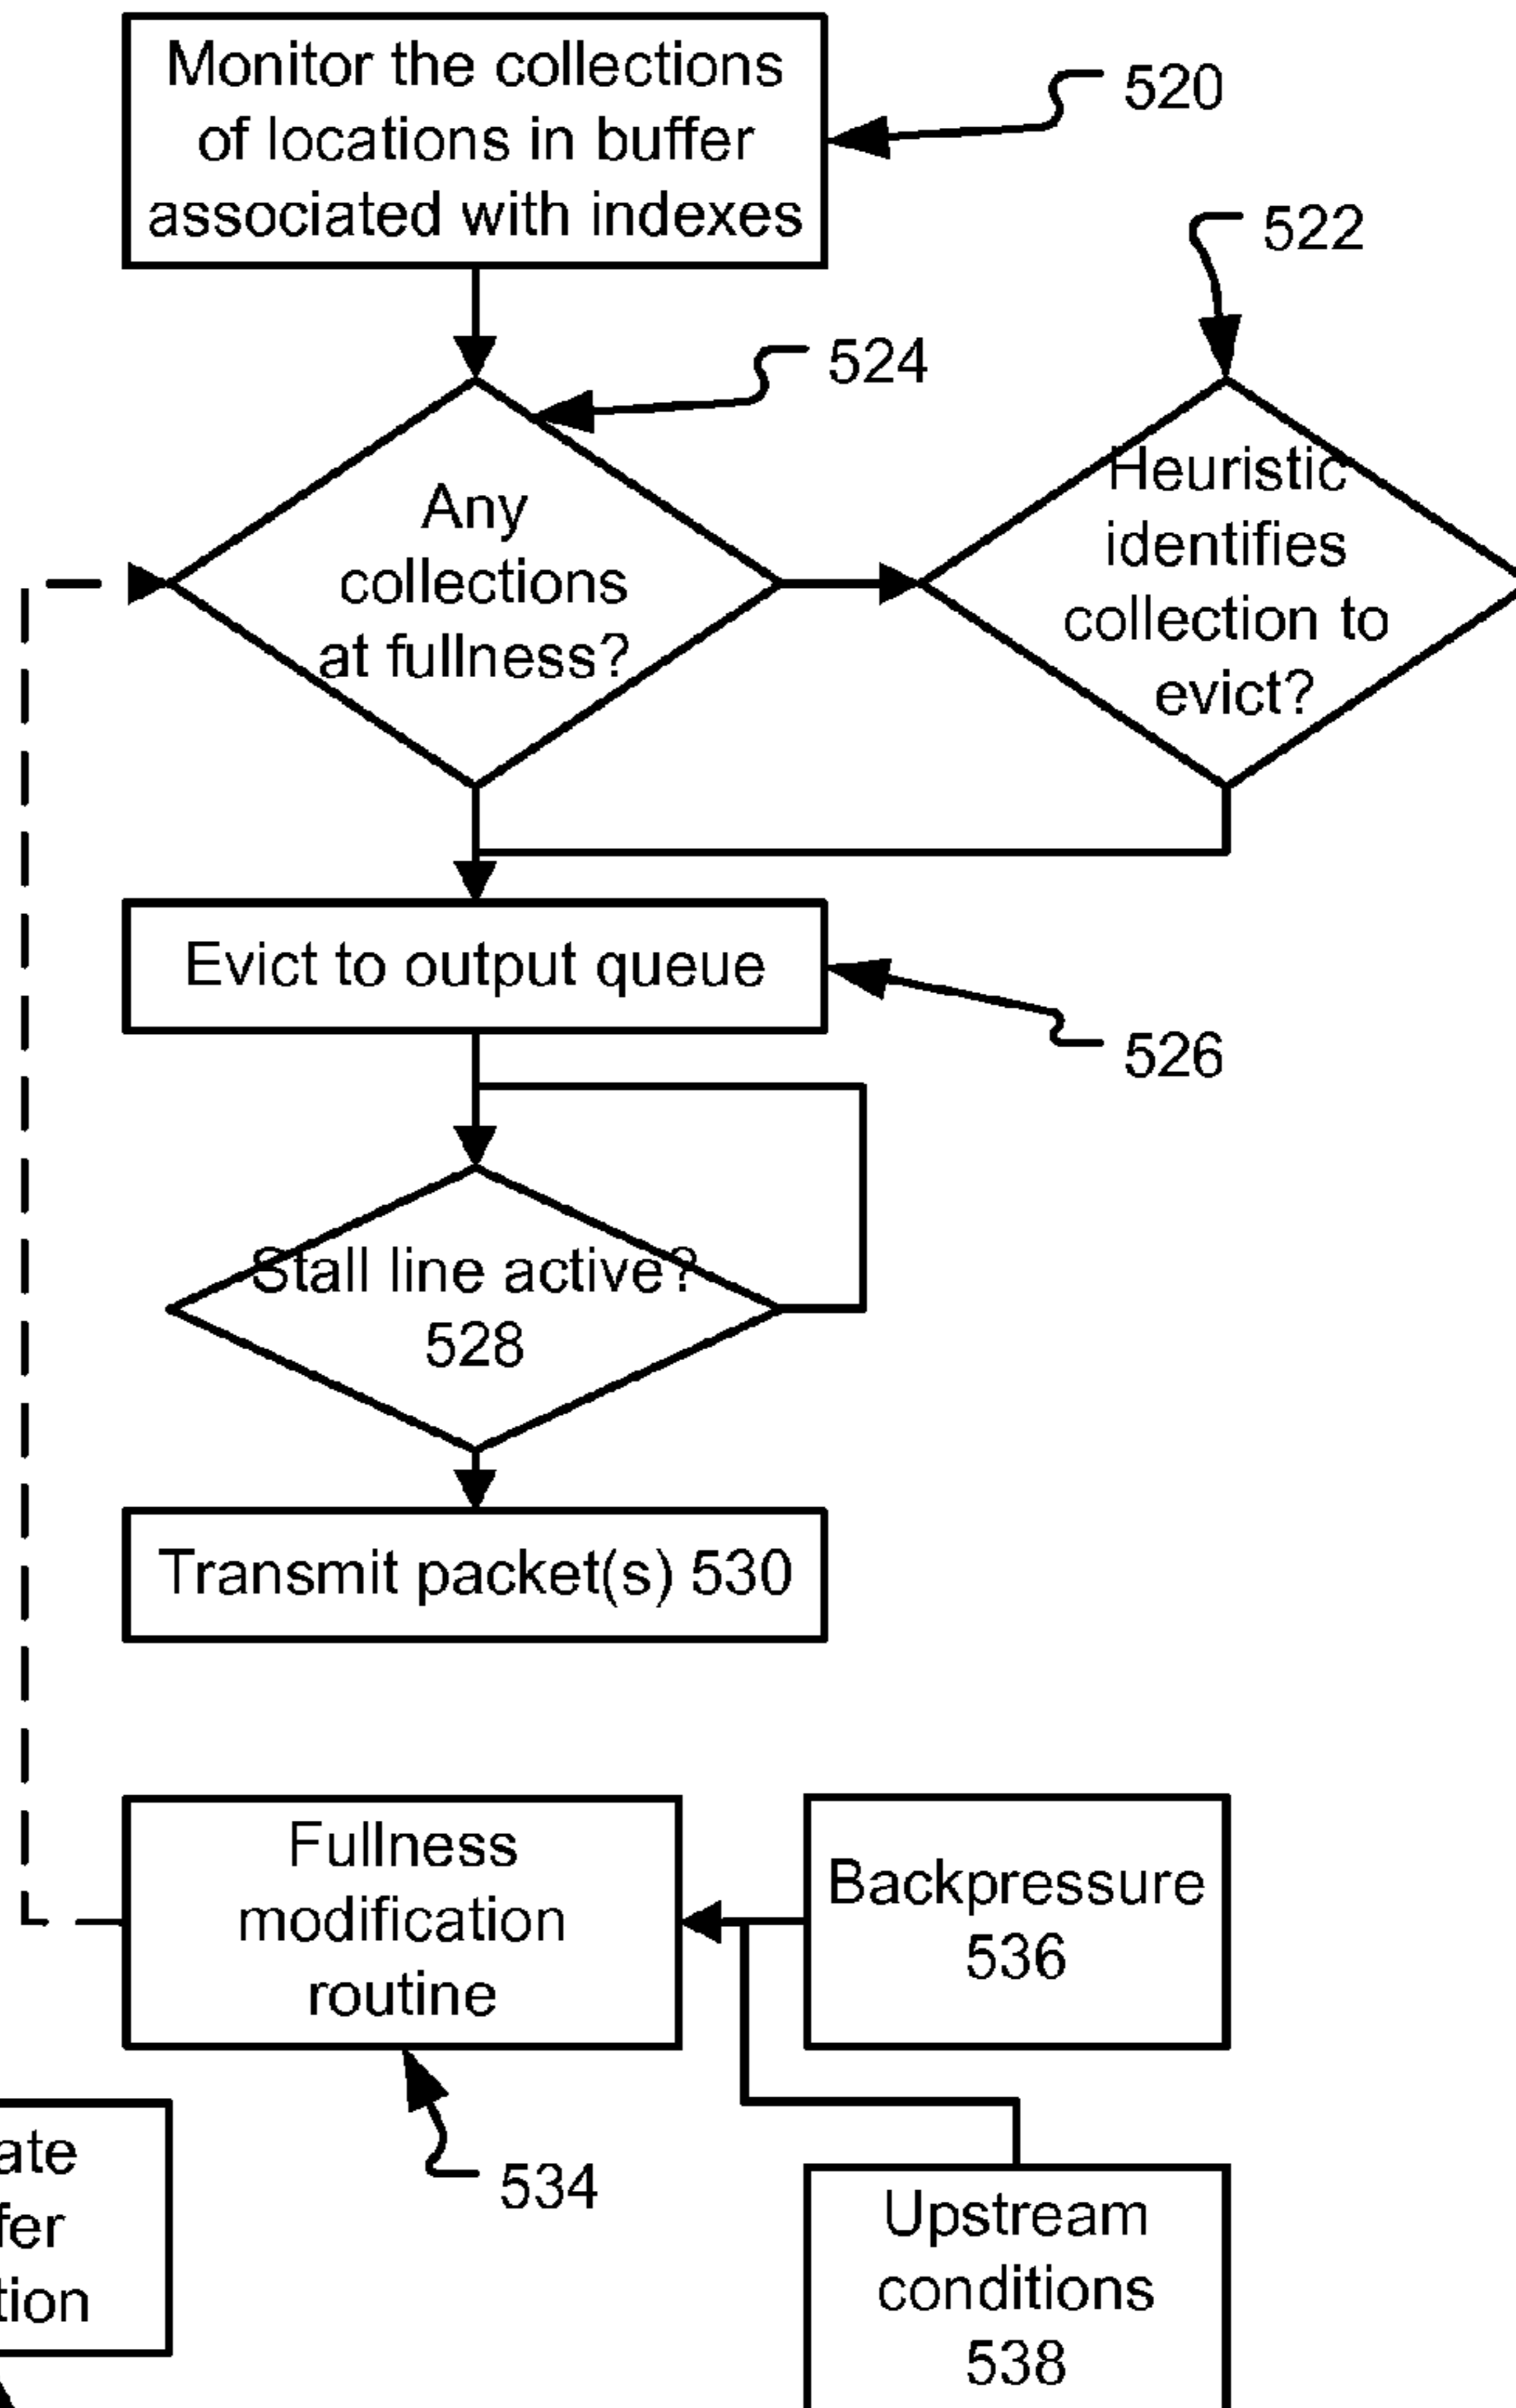 Monitor the collections
of locations in buffer
associated with indexes
520
522
524
Any
collections
at fullness?
Heuristic
identifies
collection to
evict?
Evict to output queue
526
Stall line active?
528
Transmit packet(s) 530
Fullness
modification
routine
Backpressure
536
534
Upstream
conditions
538